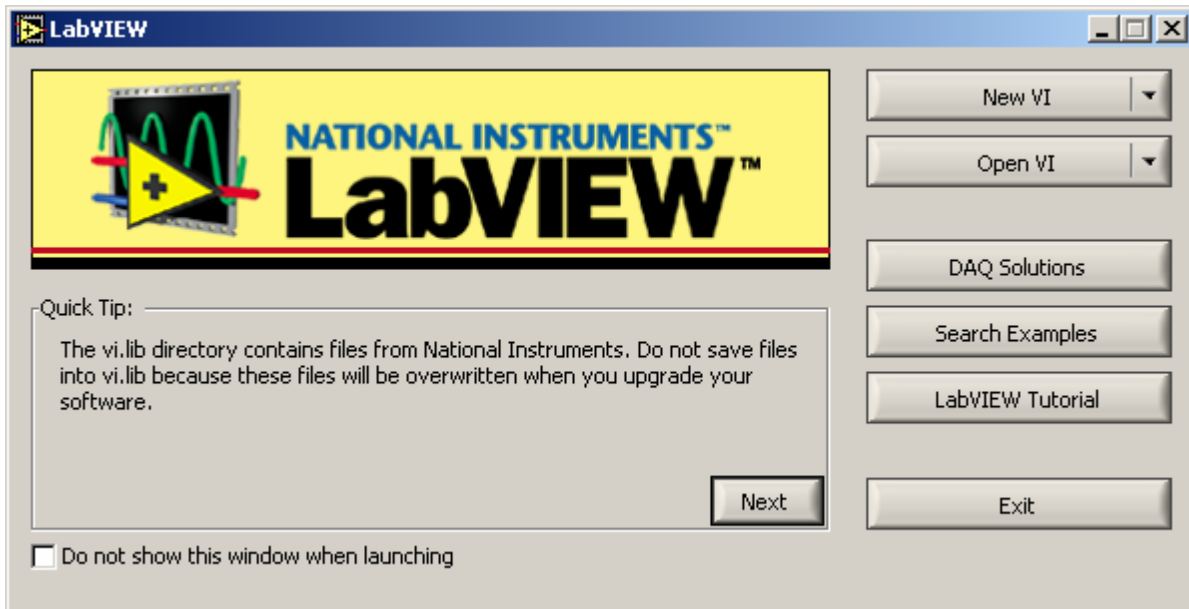 LabVIEW
NATIONAL INSTRUMENTS™
LabVIEW™
New VI
Open VI
DAQ Solutions
Search Examples
LabVIEW Tutorial
Exit
Quick Tip:
The vi.lib directory contains files from National Instruments. Do not save files
into vi.lib because these files will be overwritten when you upgrade your
software.
Next
Do not show this window when launching